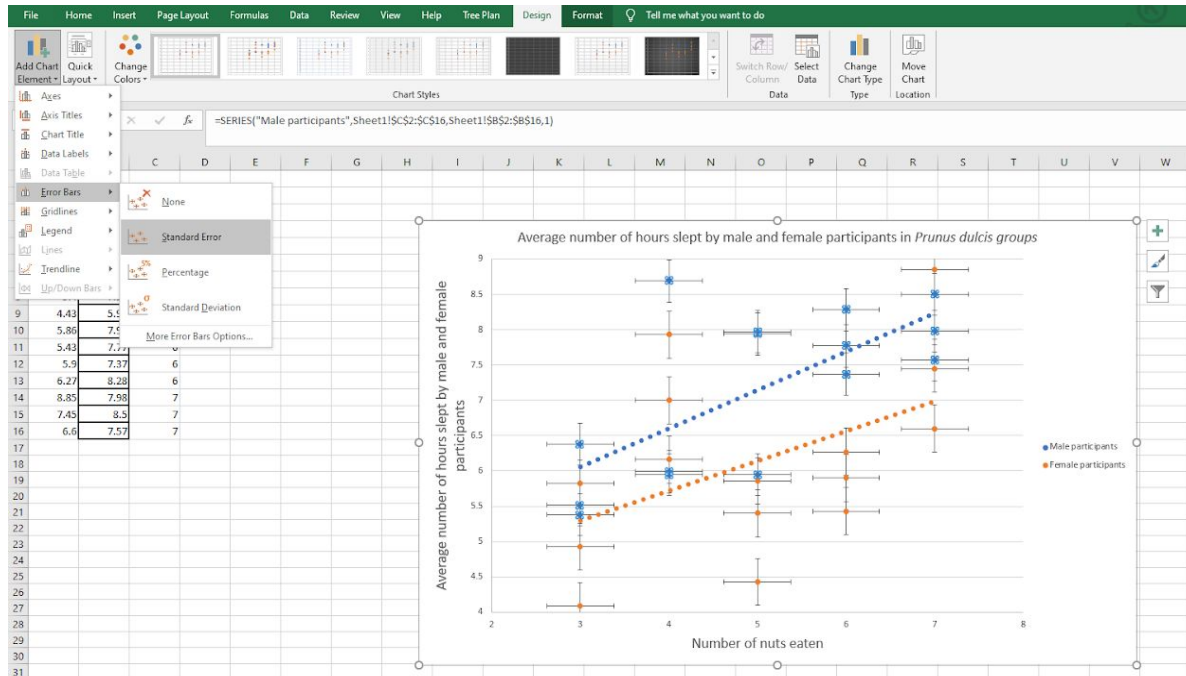 File Home Insert Page Layout Formulas Data Review View Help Tree Plan Design Format Tell me what you want to do
Add Chart Element
Quick Layout
Change Colors
Switch Row/ Column
Select Data
Change Chart Type
Move Chart
Chart Styles
Data
Type
Location
Axes
Axis Titles
Chart Title
Data Labels
Data Table
Error Bars
Gridlines
Legend
Lines
Trendline
Up/Down Bars
None
Standard Error
5%
Percentage
σ
Standard Deviation
More Error Bars Options...
fx =SERIES("Male participants",Sheet1!$C$2:$C$16,Sheet1!$B$2:$B$16,1)
C D E F G H I J K L M N O P Q R S T U V W
9 4.43
10 5.86
11 5.43
12 5.9 7.37 6
13 6.27 8.28 6
14 8.85 7.98 7
15 7.45 8.5 7
16 6.6 7.57 7
17
18
19
20
21
22
23
24
25
26
27
28
29
30
31
Average number of hours slept by male and female participants in Prunus dulcis groups
Average number of hours slept by male and female
participants
9
8.5
8
7.5
7
6.5
6
5.5
5
4.5
4
2 3 4 5 6 7 8
Number of nuts eaten
Male participants
Female participants